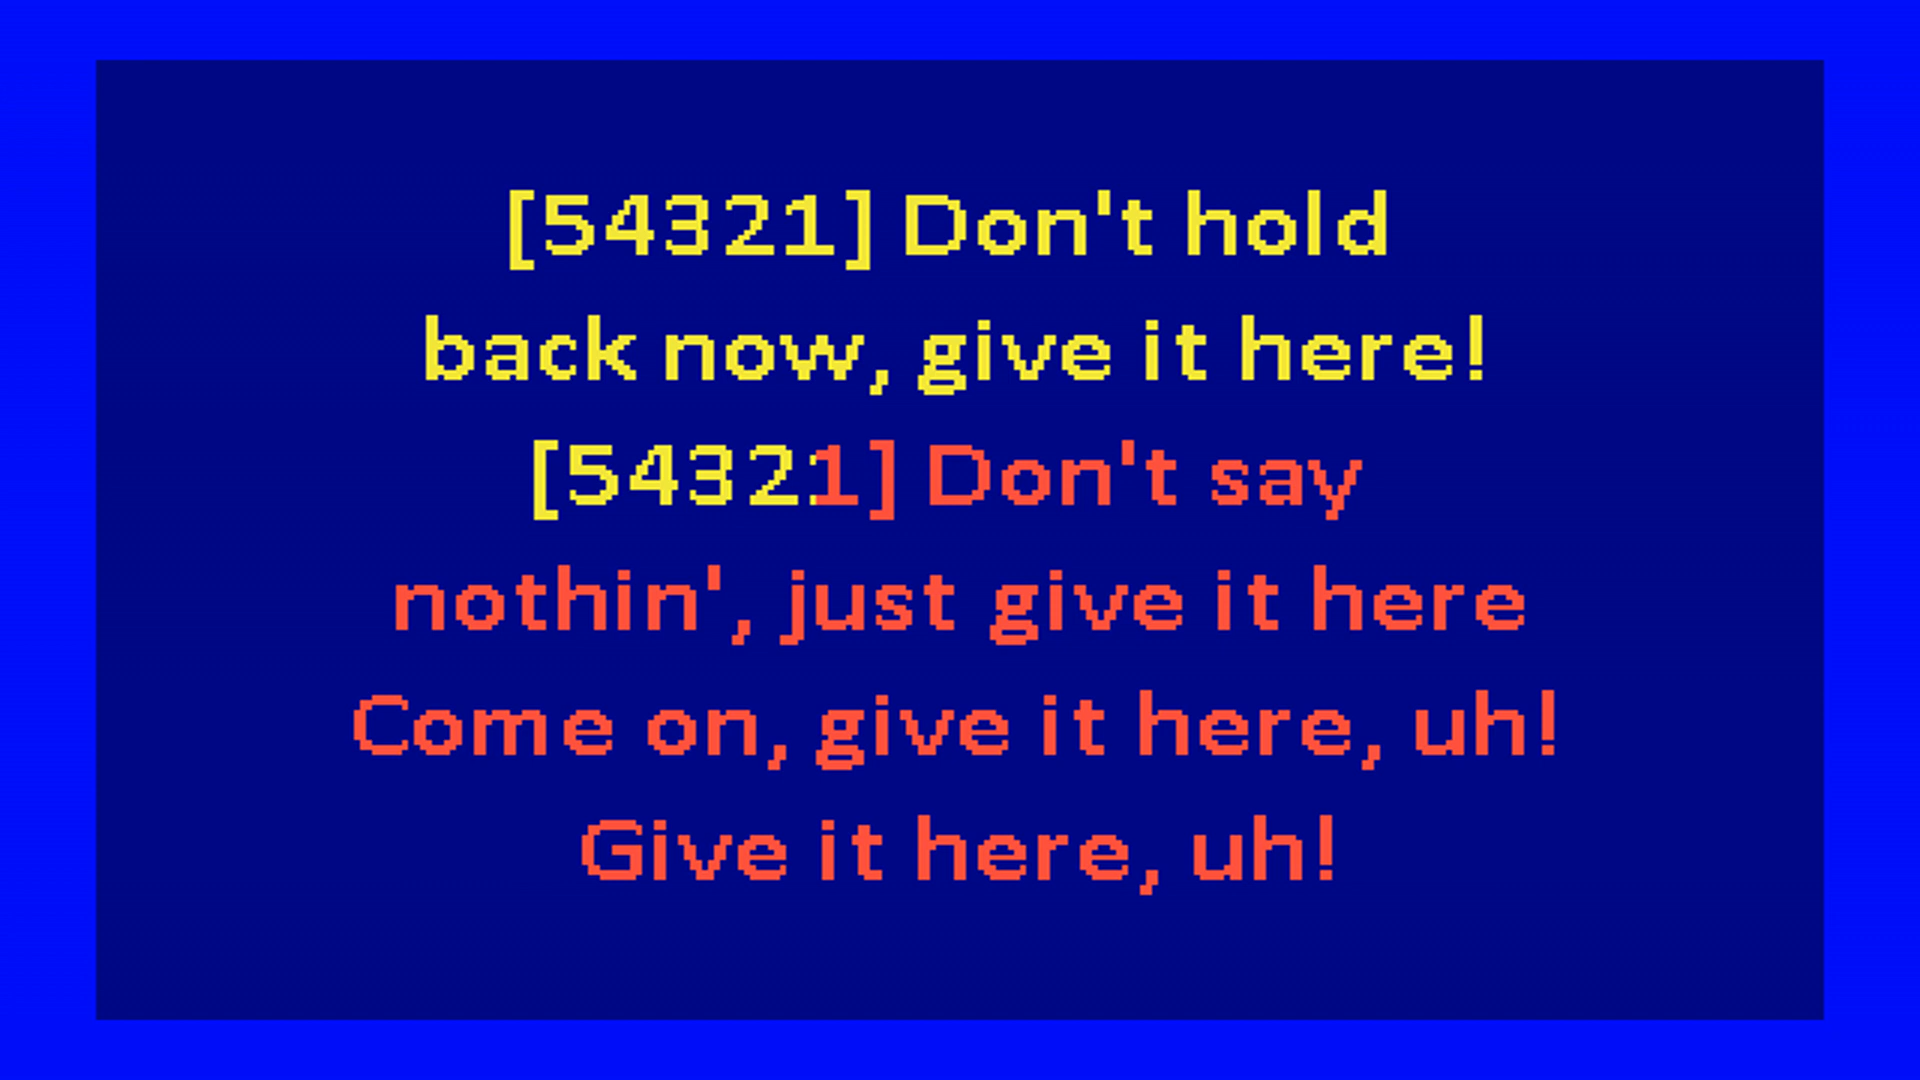 [54321] Don't hold
back now, give it here!
[54321] Don't say
nothin', just give it here
Come on, give it here, uh!
Give it here, uh!